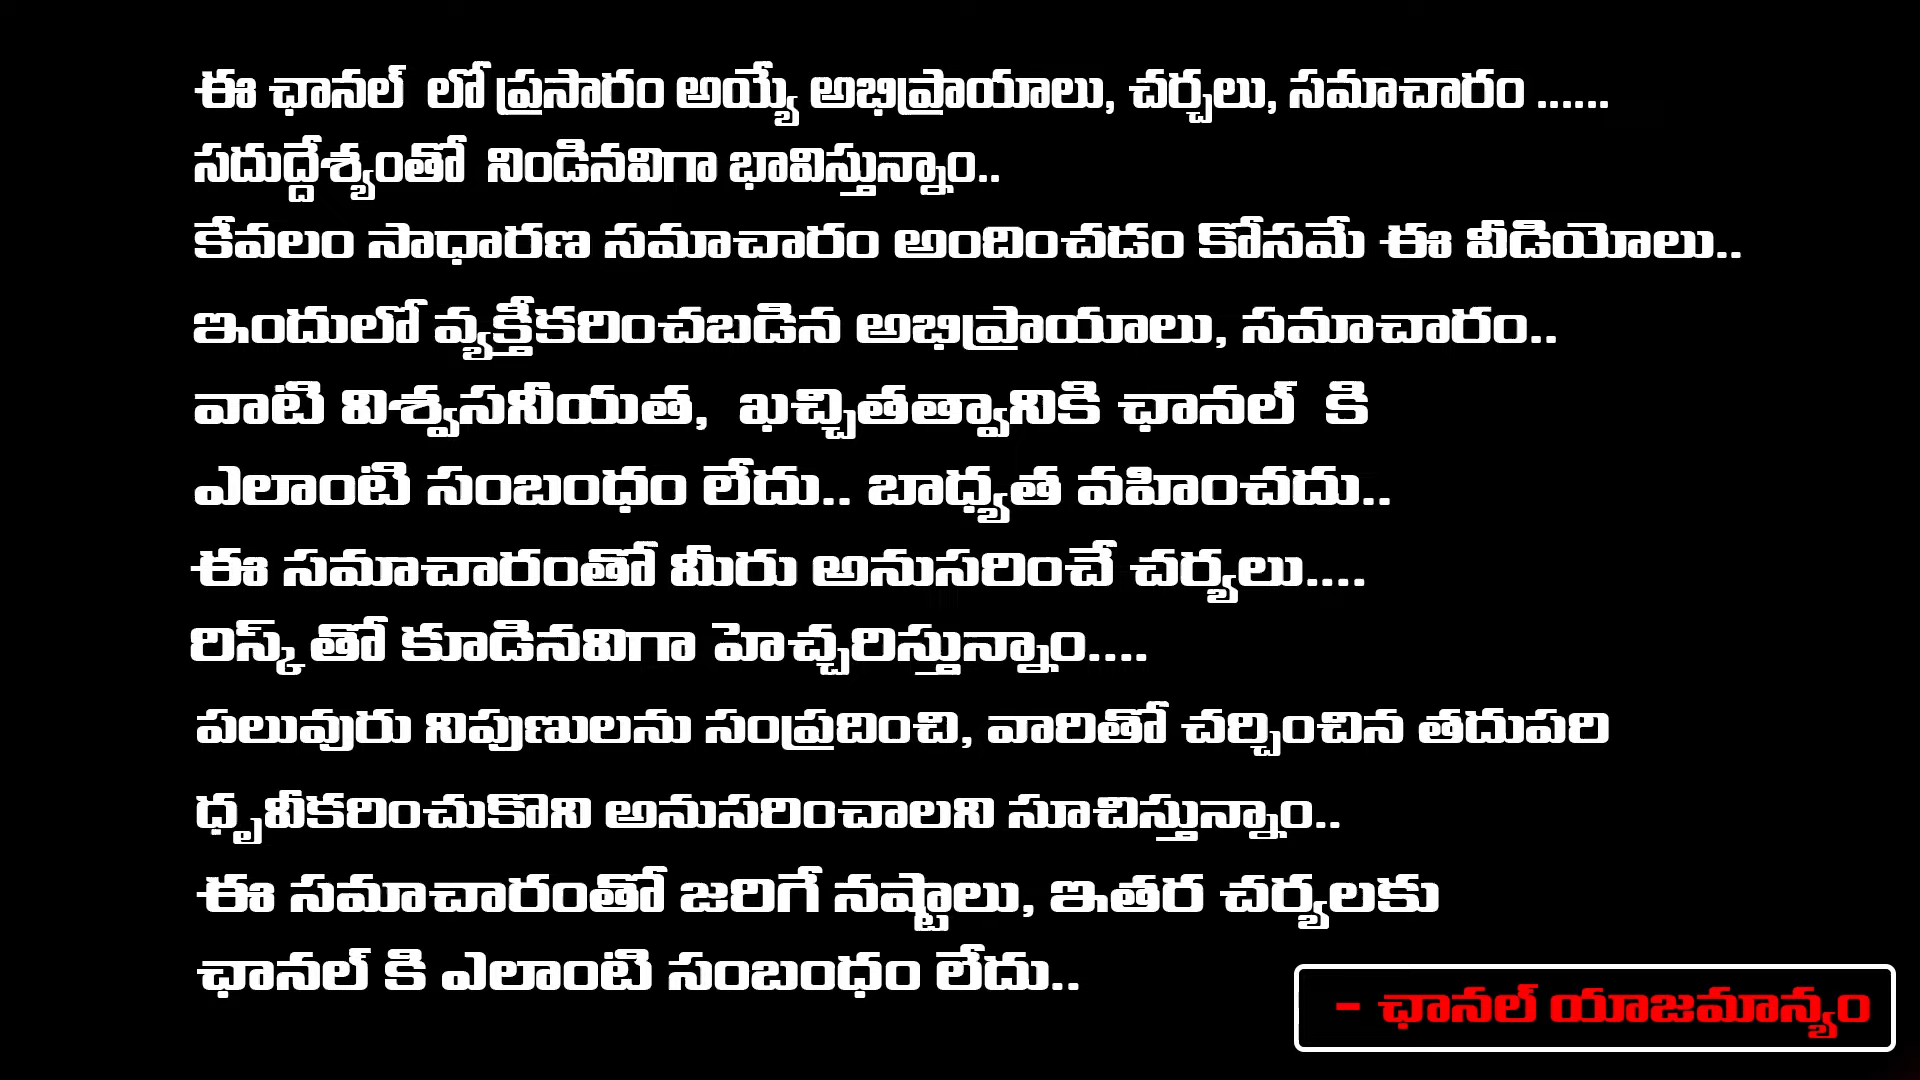 ఈ ఛానల్ లో ప్రసారం అయ్యే అభిప్రాయాలు, చర్చలు, సమాచారం ......
సదుద్దేశ్యంతో నిండినవిగా భావిస్తున్నాం..
కేవలం సాధారణ సమాచారం అందించడం కోసమే ఈ వీడియోలు..
ఇందులో వ్యక్తీకరించబడిన అభిప్రాయాలు, సమాచారం..
వాటి విశ్వసనీయత, ఖచ్చితత్వానికి ఛానల్ కి
ఎలాంటి సంబంధం లేదు.. బాధ్యత వహించదు..
ఈ సమాచారంతో మీరు అనుసరించే చర్యలు....
రిస్క్ తో కూడినవిగా హెచ్చరిస్తున్నాం....
పలువురు నిపుణులను సంప్రదించి, వారితో చర్చించిన తదుపరి
ధృవీకరించుకొని అనుసరించాలని సూచిస్తున్నాం..
ఈ సమాచారంతో జరిగే నష్టాలు, ఇతర చర్యలకు
ఛానల్ కి ఎలాంటి సంబంధం లేదు..
- ఛానల్ యాజమాన్యం